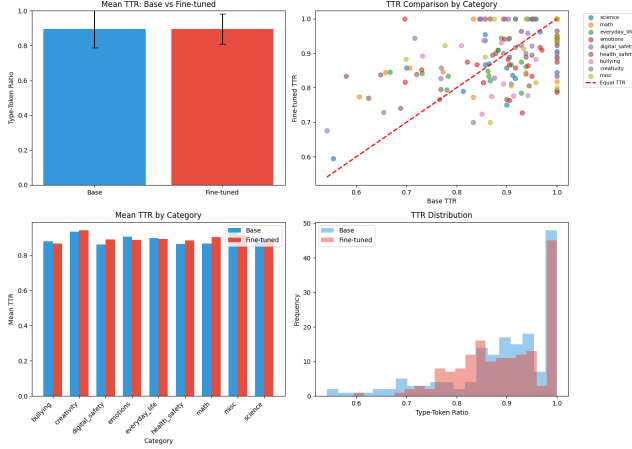 Mean TTR: Base vs Fine-tuned
Type-Token Ratio
1.0
0.8
0.6
0.4
0.2
0.0
Base
Fine-tuned
TTR Comparison by Category
Fine-tuned TTR
1.0
0.9
0.8
0.7
0.6
0.6
0.7
0.8
0.9
1.0
Base TTR
science
math
everyday_life
emotions
digital_safety
health_safety
bullying
creativity
misc
Equal TTR
Mean TTR by Category
Mean TTR
0.8
0.6
0.4
0.2
0.0
Base
Fine-tuned
bullying
creativity
digital_safety
emotions
everyday_life
health_safety
math
misc
science
Category
TTR Distribution
Base
Fine-tuned
Frequency
50
40
30
20
10
0
0.6
0.7
0.8
0.9
1.0
Type-Token Ratio